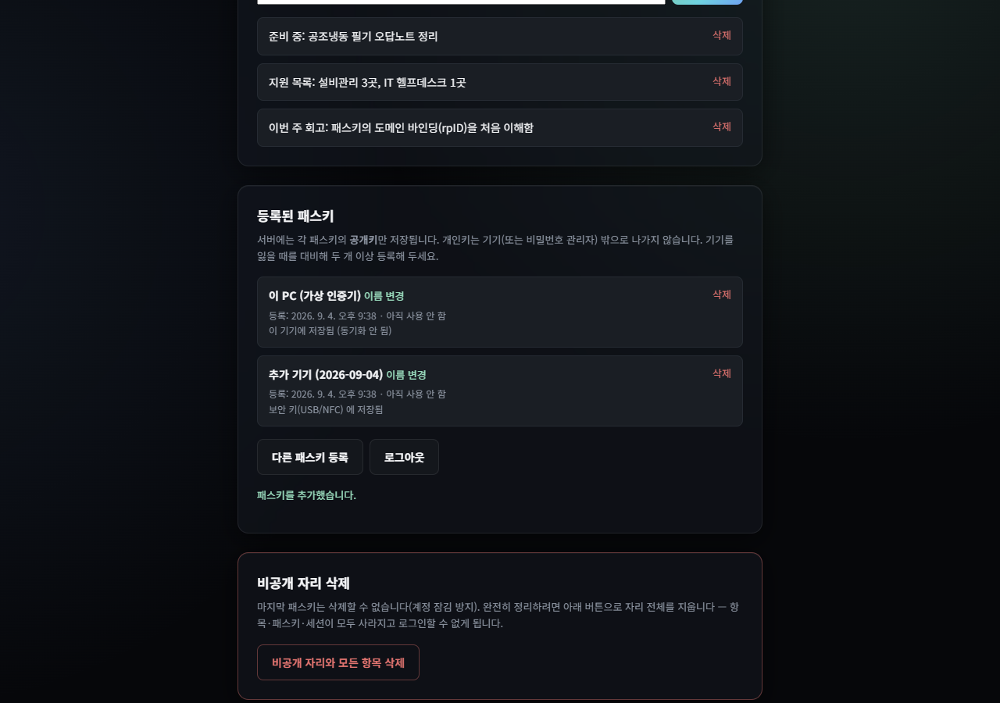 준비 중: 공조냉동 필기 오답노트 정리
삭제
지원 목록: 설비관리 3곳, IT 헬프데스크 1곳
삭제
이번 주 회고: 패스키의 도메인 바인딩(rpID)을 처음 이해함
삭제
등록된 패스키
서버에는 각 패스키의 공개키만 저장됩니다. 개인키는 기기(또는 비밀번호 관리자) 밖으로 나가지 않습니다. 기기를
잃을 때를 대비해 두 개 이상 등록해 두세요.
이 PC (가상 인증기) 이름 변경
삭제
등록: 2026. 9. 4. 오후 9:38 · 아직 사용 안 함
이 기기에 저장됨 (동기화 안 됨)
추가 기기 (2026-09-04) 이름 변경
삭제
등록: 2026. 9. 4. 오후 9:38 · 아직 사용 안 함
보안 키(USB/NFC) 에 저장됨
다른 패스키 등록
로그아웃
패스키를 추가했습니다.
비공개 자리 삭제
마지막 패스키는 삭제할 수 없습니다(계정 잠김 방지). 완전히 정리하려면 아래 버튼으로 자리 전체를 지웁니다 — 항
목·패스키·세션이 모두 사라지고 로그인할 수 없게 됩니다.
비공개 자리와 모든 항목 삭제